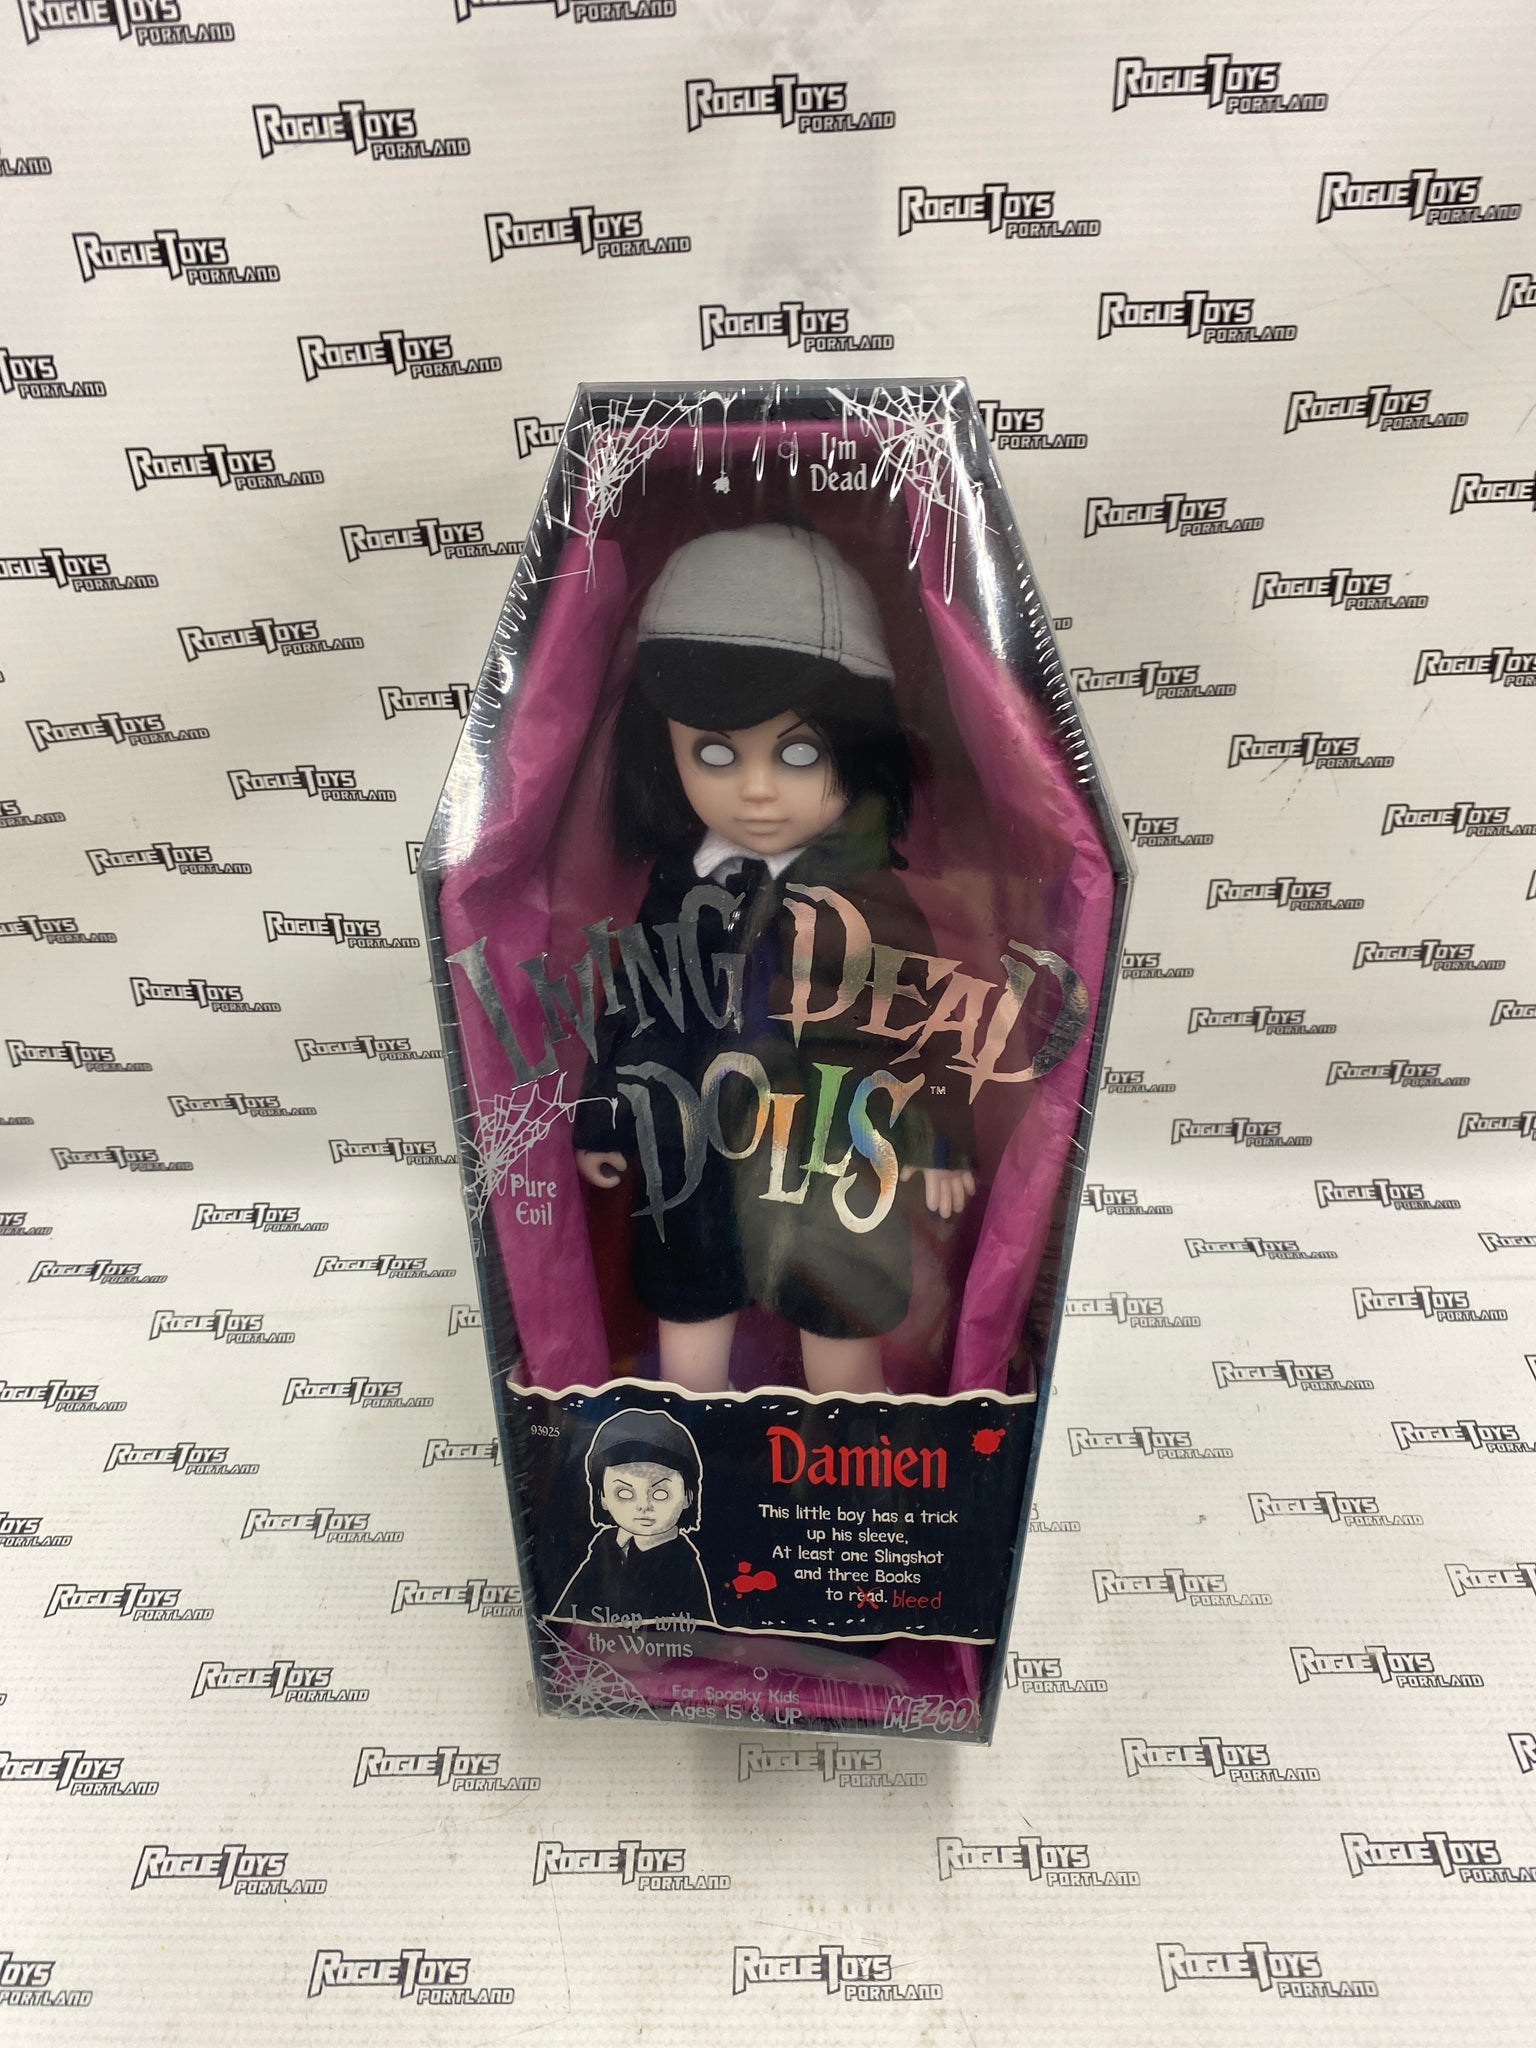 ROGUE TOYS
PORTLAND
I'm
Dead
LIVING DEAD
DOLLS™
Pure
Evil
93925
Damien
This little boy has a trick
up his sleeve,
At least one Slingshot
and three Books
to read. bleed
I Sleep with
the Worms
For Spooky Kids
Ages 15 & UP
MEZCO